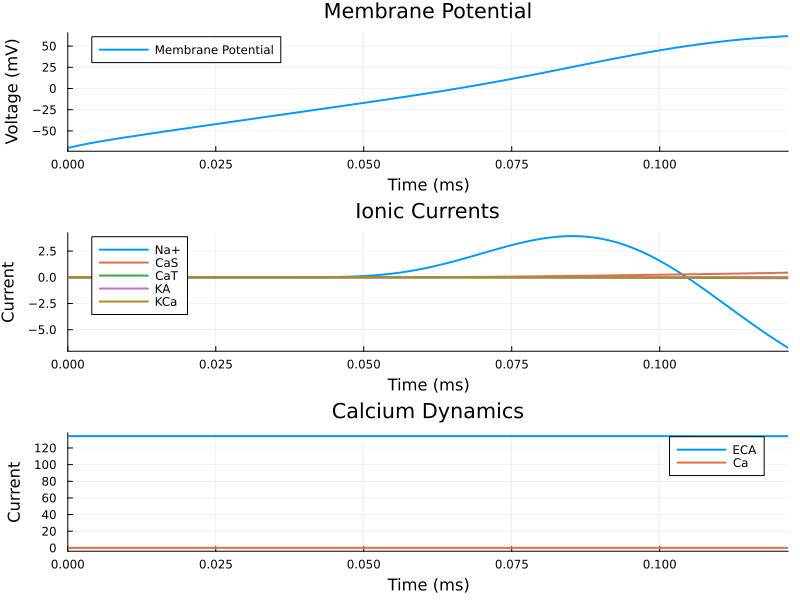 Membrane Potential
Voltage (mV)
50
25
0
−25
−50
Membrane Potential
0.000
0.025
0.050
0.075
0.100
Time (ms)
Ionic Currents
Current
2.5
0.0
−2.5
−5.0
Na+
CaS
CaT
KA
KCa
0.000
0.025
0.050
0.075
0.100
Time (ms)
Calcium Dynamics
Current
120
100
80
60
40
20
0
ECA
Ca
0.000
0.025
0.050
0.075
0.100
Time (ms)